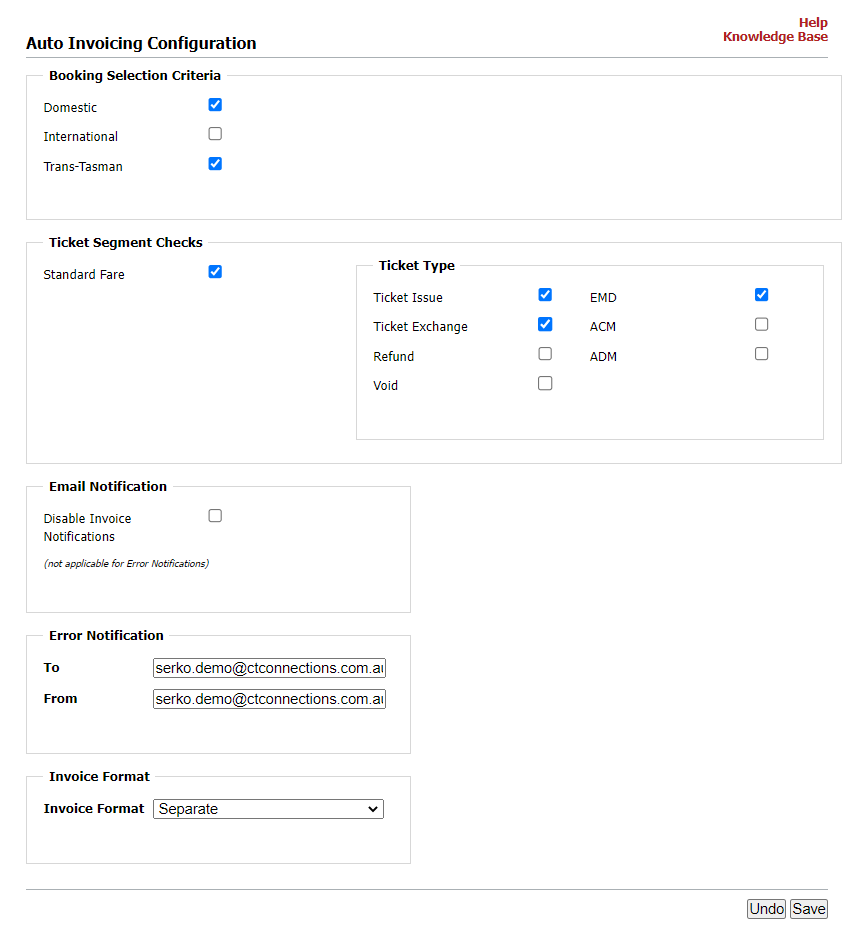 Help
Knowledge Base
Auto Invoicing Configuration
Booking Selection Criteria
Domestic
International
Trans-Tasman
Ticket Segment Checks
Standard Fare
Ticket Type
Ticket Issue
EMD
Ticket Exchange
ACM
Refund
ADM
Void
Email Notification
Disable Invoice
Notifications
(not applicable for Error Notifications)
Error Notification
To serko.demo@ctconnections.com.au
From serko.demo@ctconnections.com.au
Invoice Format
Invoice Format Separate
Undo Save